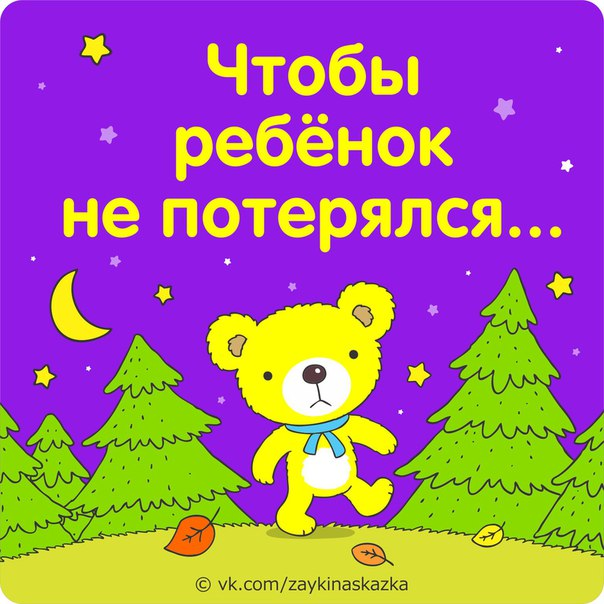 Чтобы
ребёнок
не потерялся...
© vk.com/zaykinaskazka